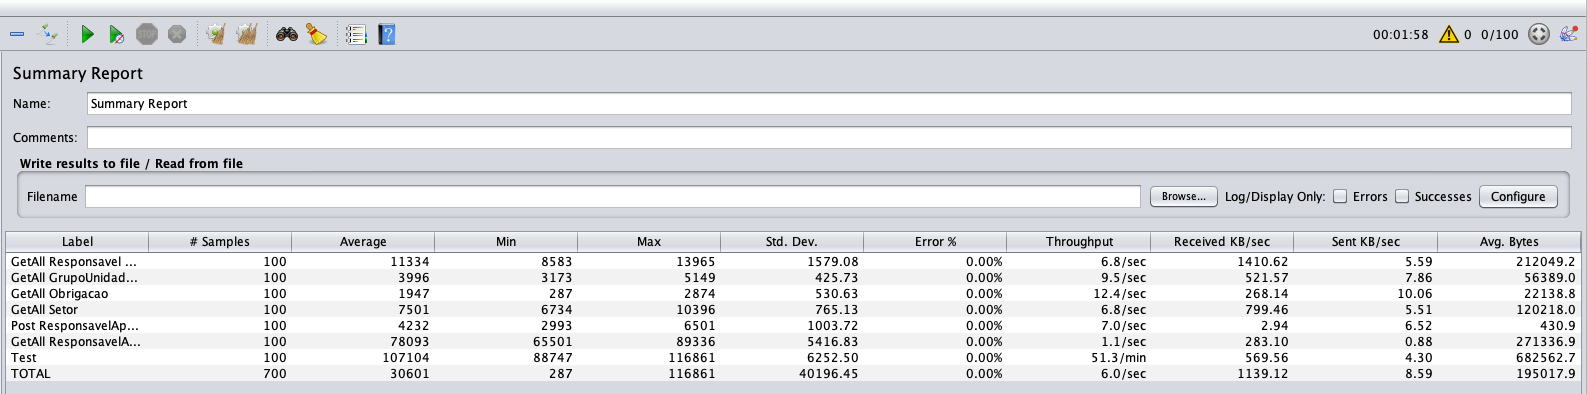 00:01:58 0 0/100
Summary Report
Name: Summary Report
Comments:
Write results to file / Read from file
Filename Browse... Log/Display Only: Errors Successes Configure
Label # Samples Average Min Max Std. Dev. Error % Throughput Received KB/sec Sent KB/sec Avg. Bytes
GetAll Responsavel ... 100 11334 8583 13965 1579.08 0.00% 6.8/sec 1410.62 5.59 212049.2
GetAll GrupoUnidad... 100 3996 3173 5149 425.73 0.00% 9.5/sec 521.57 7.86 56389.0
GetAll Obrigacao 100 1947 287 2874 530.63 0.00% 12.4/sec 268.14 10.06 22138.8
GetAll Setor 100 7501 6734 10396 765.13 0.00% 6.8/sec 799.46 5.51 120218.0
Post ResponsavelAp... 100 4232 2993 6501 1003.72 0.00% 7.0/sec 2.94 6.52 430.9
GetAll ResponsavelA... 100 78093 65501 89336 5416.83 0.00% 1.1/sec 283.10 0.88 271336.9
Test 100 107104 88747 116861 6252.50 0.00% 51.3/min 569.56 4.30 682562.7
TOTAL 700 30601 287 116861 40196.45 0.00% 6.0/sec 1139.12 8.59 195017.9